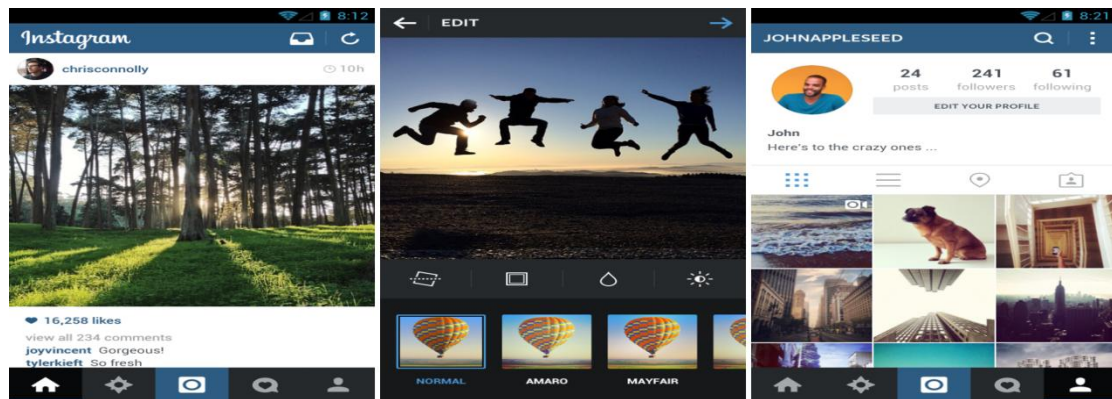 8:12
Instagram
chrisconnolly
10h
16,258 likes
view all 234 comments
joyvincent Gorgeous!
tylerkieft So fresh
EDIT
NORMAL
AMARO
MAYFAIR
8:21
JOHNAPPLESEED
24 241 61
posts followers following
EDIT YOUR PROFILE
John
Here's to the crazy ones ...